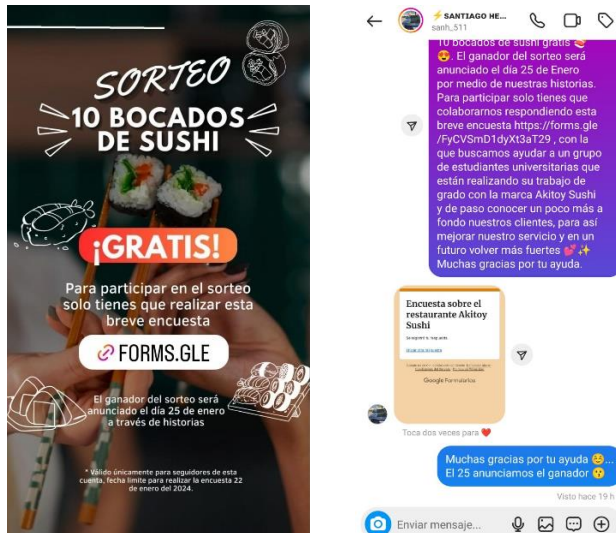 SORTEO
10 BOCADOS
DE SUSHI
¡GRATIS!
Para participar en el sorteo
solo tienes que realizar esta
breve encuesta
FORMS.GLE
El ganador del sorteo será
anunciado el día 25 de enero
a través de historias
* Válido únicamente para seguidores de esta
cuenta, fecha limite para realizar la encuesta 22
de enero del 2024.
SANTIAGO HE...
sanh_511
10 bocados de sushi gratis
. El ganador del sorteo será
anunciado el día 25 de Enero
por medio de nuestras historias.
Para participar solo tienes que
colaborarnos respondiendo esta
breve encuesta https://forms.gle
/FyCVSmD1dyXt3aT29 , con la
que buscamos ayudar a un grupo
de estudiantes universitarias que
están realizando su trabajo de
grado con la marca Akitoy Sushi
y de paso conocer un poco más a
fondo nuestros clientes, para así
mejorar nuestro servicio y en un
futuro volver más fuertes 💕✨
Muchas gracias por tu ayuda.
Encuesta sobre el
restaurante Akitoy
Sushi
Google Formularios
Toca dos veces para ❤️
Muchas gracias por tu ayuda ☺️...
El 25 anunciamos el ganador 😚
Visto hace 19 h
Enviar mensaje...